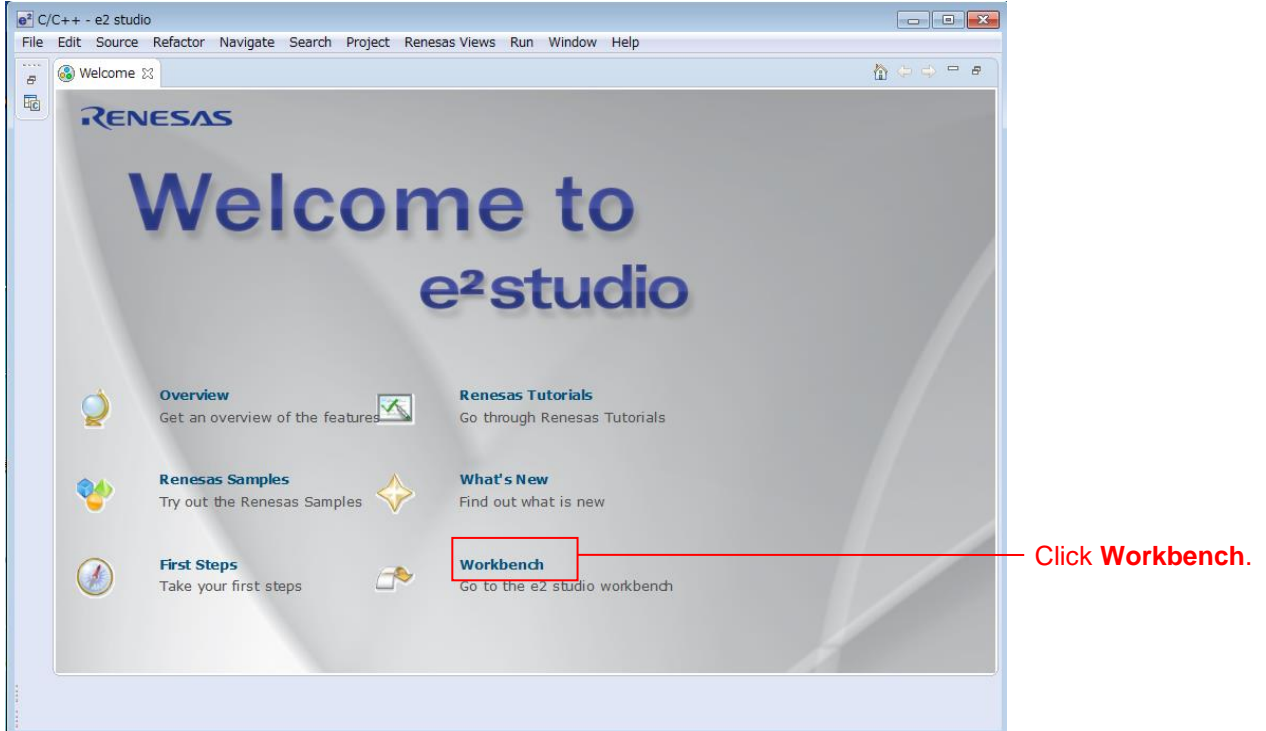 C/C++ - e2 studio
File Edit Source Refactor Navigate Search Project Renesas Views Run Window Help
Welcome
RENESAS
Welcome to
e²studio
Overview
Get an overview of the features
Renesas Tutorials
Go through Renesas Tutorials
Renesas Samples
Try out the Renesas Samples
What's New
Find out what is new
First Steps
Take your first steps
Workbench
Go to the e2 studio workbench
Click Workbench.